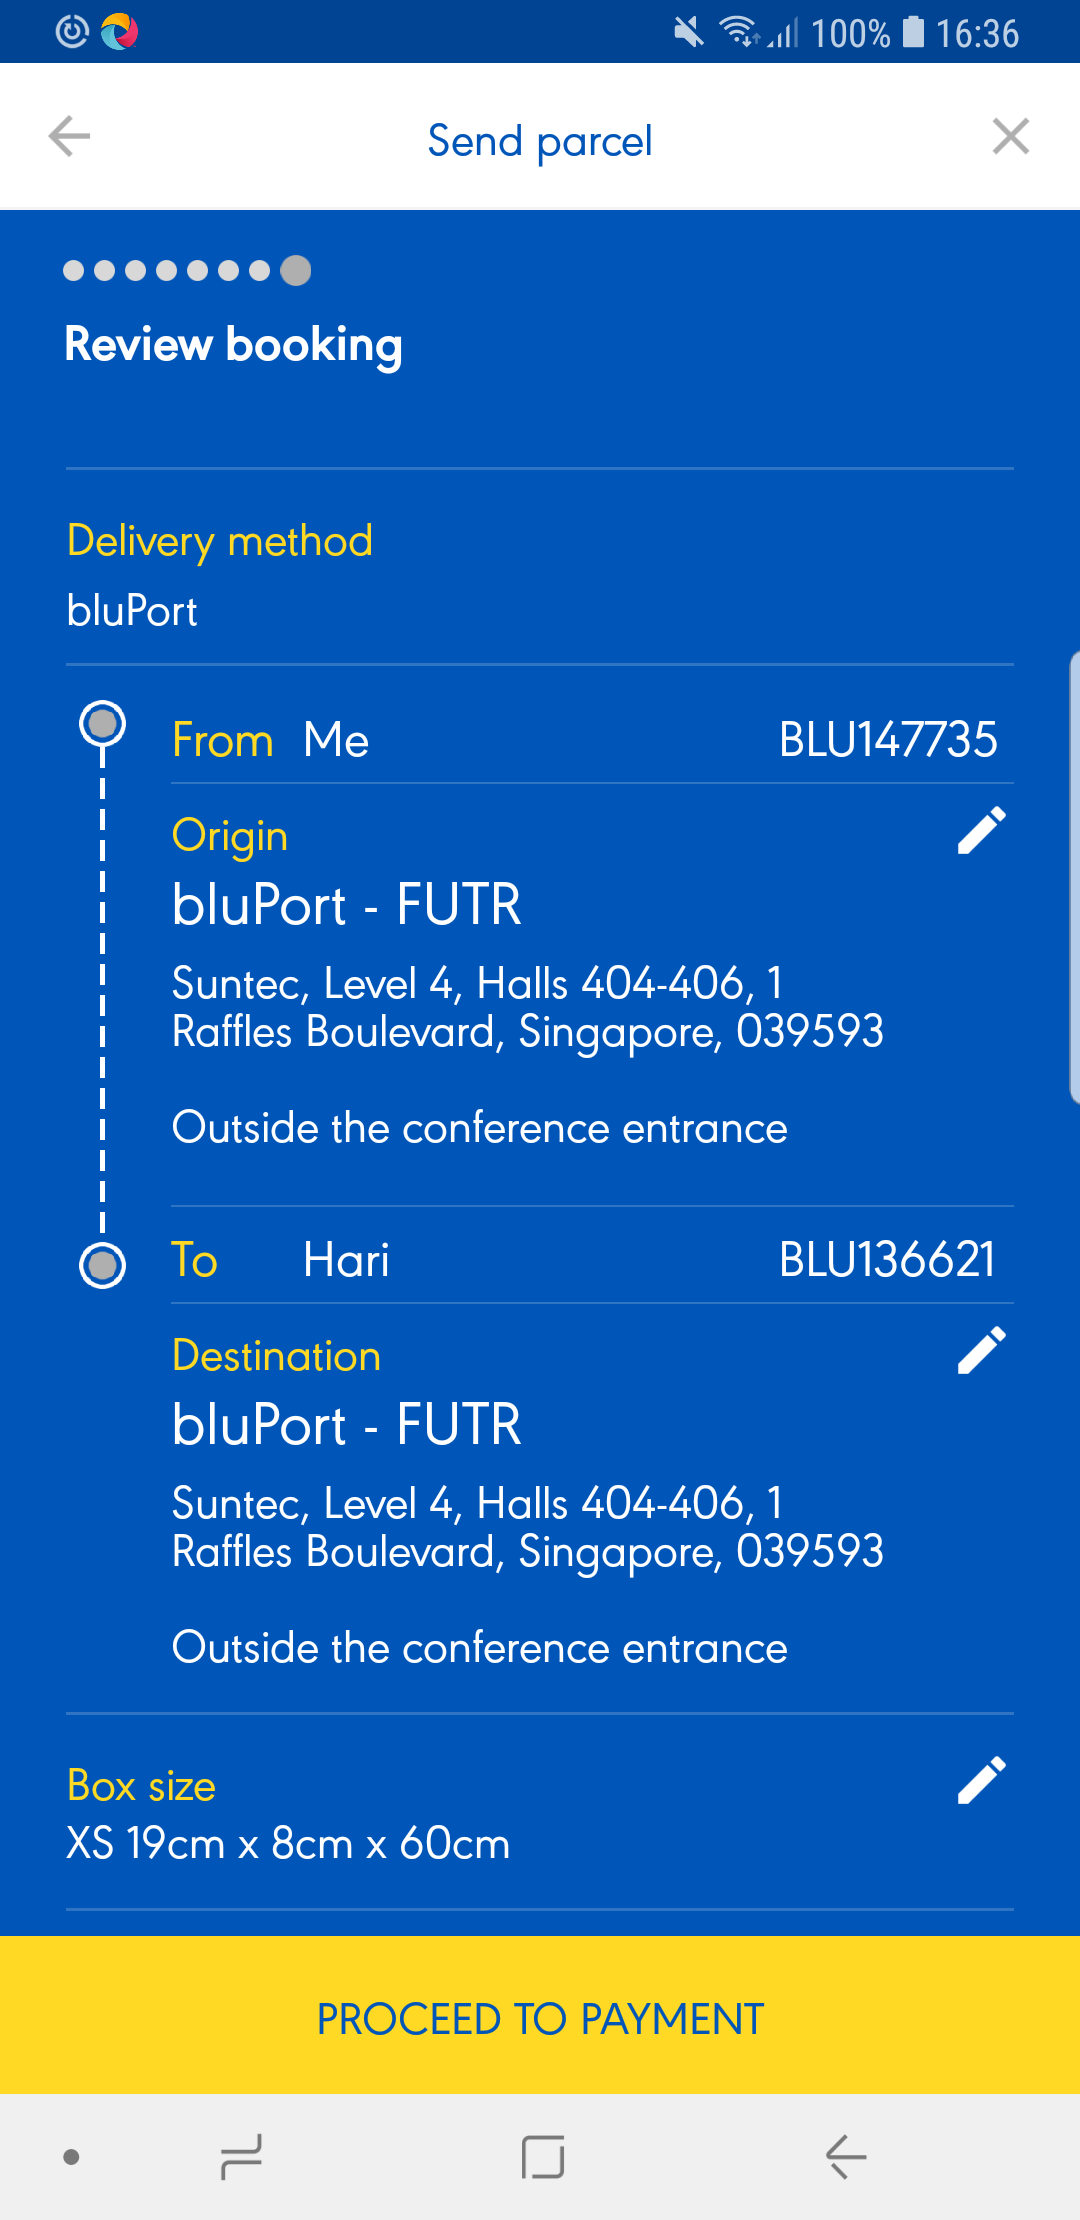 100% 16:36
Send parcel
Review booking
Delivery method
bluPort
From Me BLU147735
Origin
bluPort - FUTR
Suntec, Level 4, Halls 404-406, 1
Raffles Boulevard, Singapore, 039593
Outside the conference entrance
To Hari BLU136621
Destination
bluPort - FUTR
Suntec, Level 4, Halls 404-406, 1
Raffles Boulevard, Singapore, 039593
Outside the conference entrance
Box size
XS 19cm x 8cm x 60cm
PROCEED TO PAYMENT